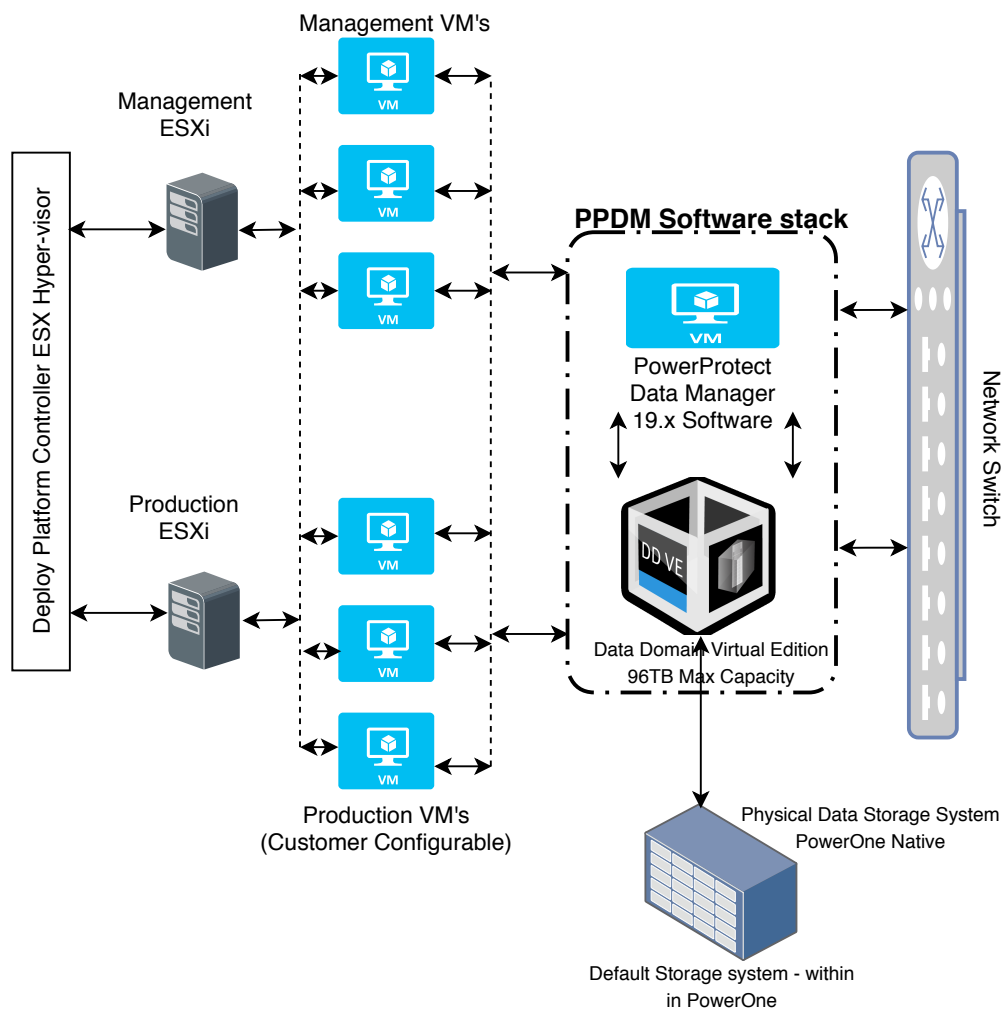 Management VM's
VM
VM
VM
Management
ESXi
Deploy Platform Controller ESX Hyper-visor
Production
ESXi
VM
VM
VM
Production VM's
(Customer Configurable)
PPDM Software stack
VM
PowerProtect
Data Manager
19.x Software
DD VE
Data Domain Virtual Edition
96TB Max Capacity
Network Switch
Physical Data Storage System
PowerOne Native
Default Storage system - within
in PowerOne